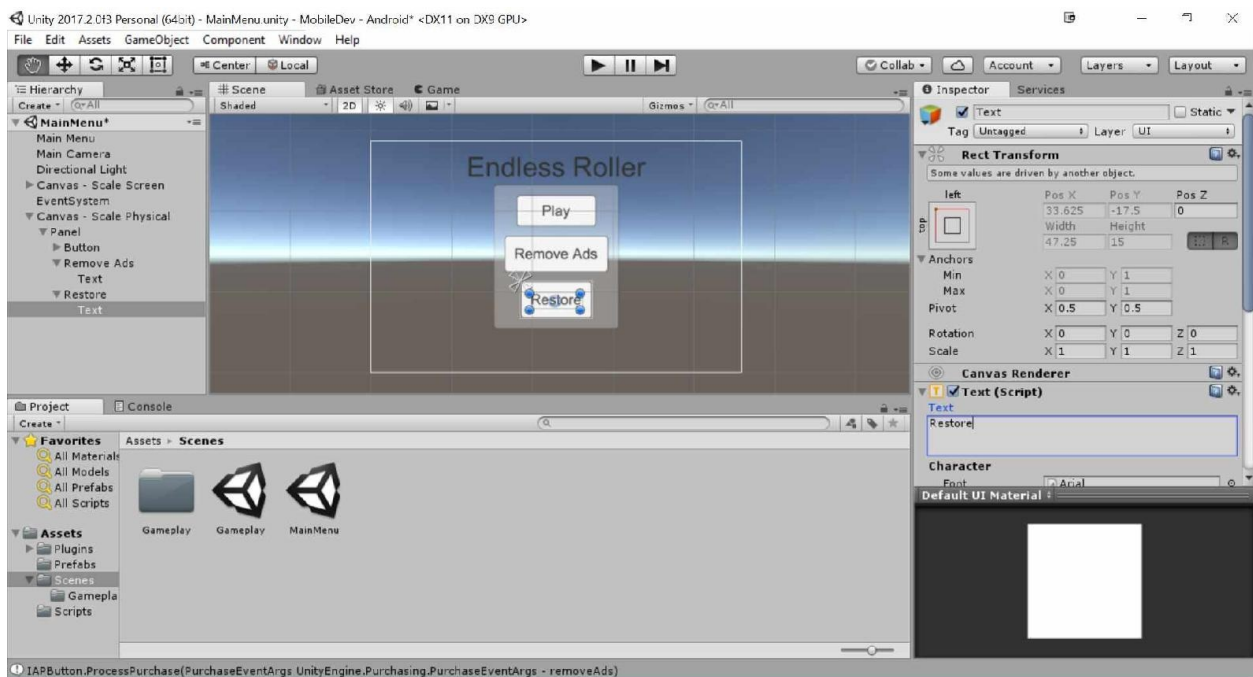 Unity 2017.2.0f3 Personal (64bit) - MainMenu.unity - MobileDev - Android* <DX11 on DX9 GPU>
File Edit Assets GameObject Component Window Help
Center Local Collab Account Layers Layout
Hierarchy
Create All
MainMenu*
Main Menu
Main Camera
Directional Light
Canvas - Scale Screen
EventSystem
Canvas - Scale Physical
Panel
Button
Remove Ads
Text
Restore
Text
Scene Asset Store Game
Shaded 2D Gizmos All
Endless Roller
Play
Remove Ads
Restore
Inspector Services
Text Static
Tag Untagged Layer UI
Rect Transform
Some values are driven by another object.
left Pos X Pos Y Pos Z
top 33.625 -17.5 0
Width Height
47.25 15 R
Anchors
Min X 0 Y 1
Max X 0 Y 1
Pivot X 0.5 Y 0.5
Rotation X 0 Y 0 Z 0
Scale X 1 Y 1 Z 1
Canvas Renderer
Text (Script)
Text
Restore
Character
Font Arial
Default UI Material
Project Console
Create
Favorites
All Materials
All Models
All Prefabs
All Scripts
Assets
Plugins
Prefabs
Scenes
Gamepla
Scripts
Assets Scenes
Gameplay Gameplay MainMenu
IAPButton.ProcessPurchase(PurchaseEventArgs UnityEngine.Purchasing.PurchaseEventArgs - removeAds)